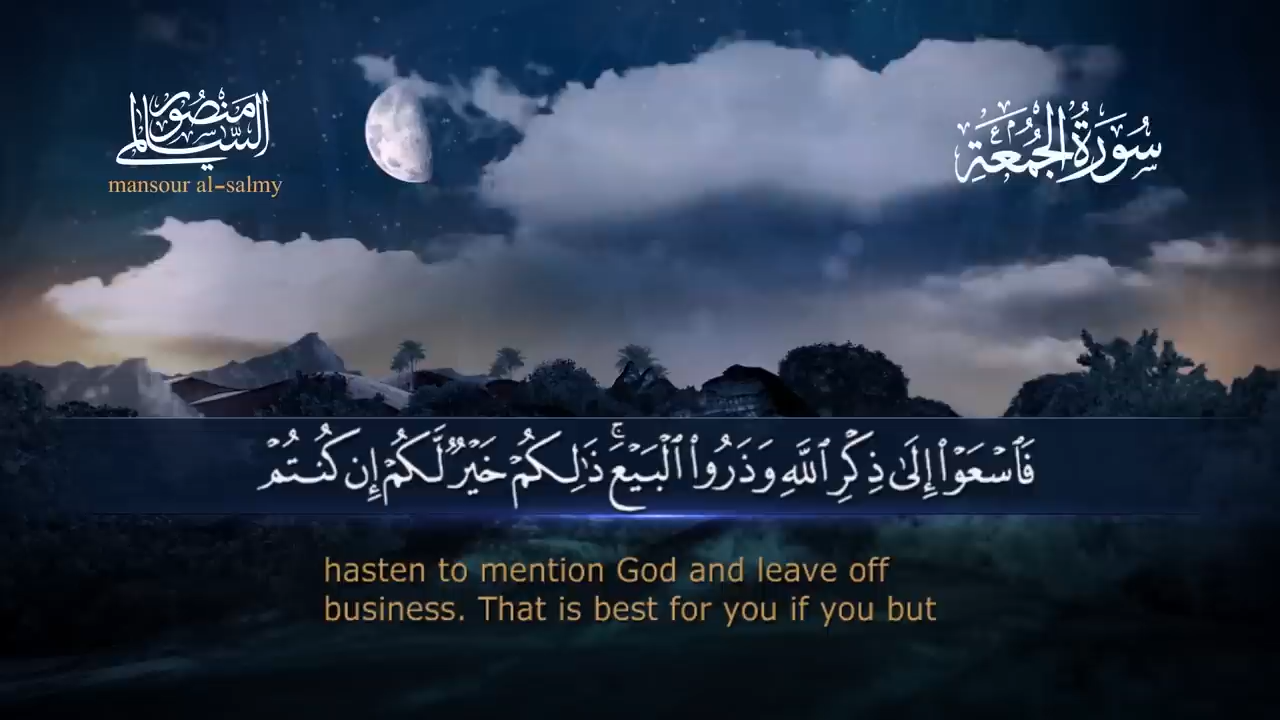 منصور السالمي
mansour al-salmy
سُورَةُ الجُمُعَةِ
فَٱسْعَوْا۟ إِلَىٰ ذِكْرِ ٱللَّهِ وَذَرُوا۟ ٱلْبَيْعَ ۚ ذَٰلِكُمْ خَيْرٌ لَّكُمْ إِن كُنتُمْ
hasten to mention God and leave off
business. That is best for you if you but